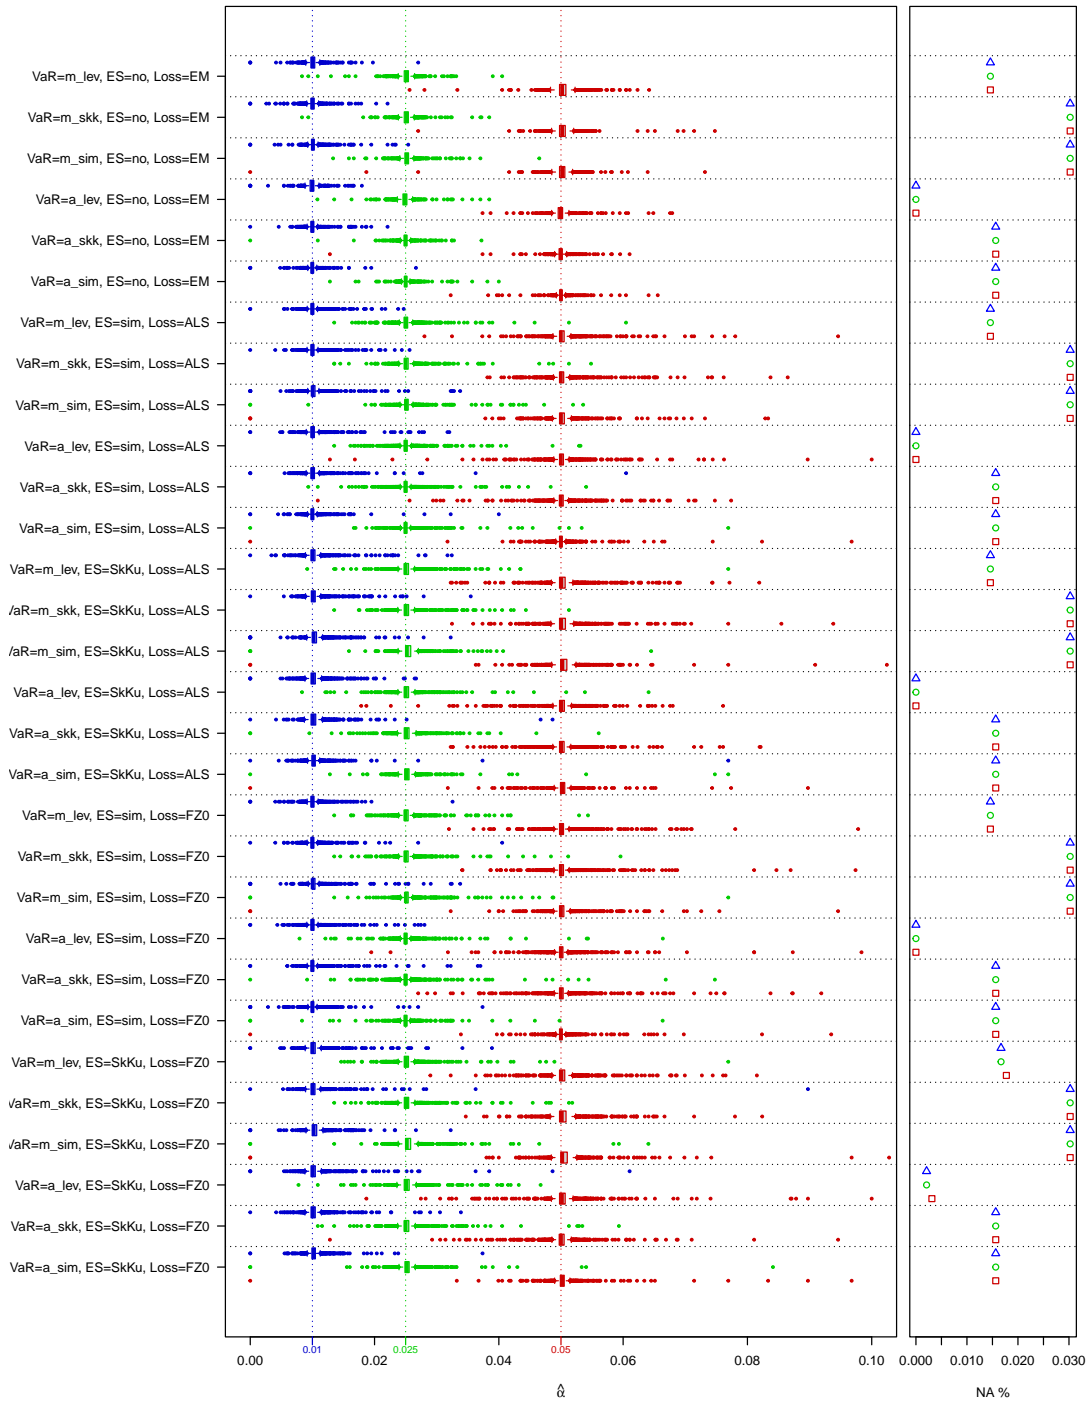 VaR=m_lev, ES=no, Loss=EM
VaR=m_skk, ES=no, Loss=EM
VaR=m_sim, ES=no, Loss=EM
VaR=a_lev, ES=no, Loss=EM
VaR=a_skk, ES=no, Loss=EM
VaR=a_sim, ES=no, Loss=EM
VaR=m_lev, ES=sim, Loss=ALS
VaR=m_skk, ES=sim, Loss=ALS
VaR=m_sim, ES=sim, Loss=ALS
VaR=a_lev, ES=sim, Loss=ALS
VaR=a_skk, ES=sim, Loss=ALS
VaR=a_sim, ES=sim, Loss=ALS
VaR=m_lev, ES=SkKu, Loss=ALS
/aR=m_skk, ES=SkKu, Loss=ALS
/aR=m_sim, ES=SkKu, Loss=ALS
VaR=a_lev, ES=SkKu, Loss=ALS
VaR=a_skk, ES=SkKu, Loss=ALS
VaR=a_sim, ES=SkKu, Loss=ALS
VaR=m_lev, ES=sim, Loss=FZ0
VaR=m_skk, ES=sim, Loss=FZ0
VaR=m_sim, ES=sim, Loss=FZ0
VaR=a_lev, ES=sim, Loss=FZ0
VaR=a_skk, ES=sim, Loss=FZ0
VaR=a_sim, ES=sim, Loss=FZ0
VaR=m_lev, ES=SkKu, Loss=FZ0
VaR=m_skk, ES=SkKu, Loss=FZ0
/aR=m_sim, ES=SkKu, Loss=FZ0
VaR=a_lev, ES=SkKu, Loss=FZ0
VaR=a_skk, ES=SkKu, Loss=FZ0
VaR=a_sim, ES=SkKu, Loss=FZ0
0.01 0.025 0.05
0.00 0.02 0.04 0.06 0.08 0.10 0.000 0.010 0.020 0.030
α̂ NA %